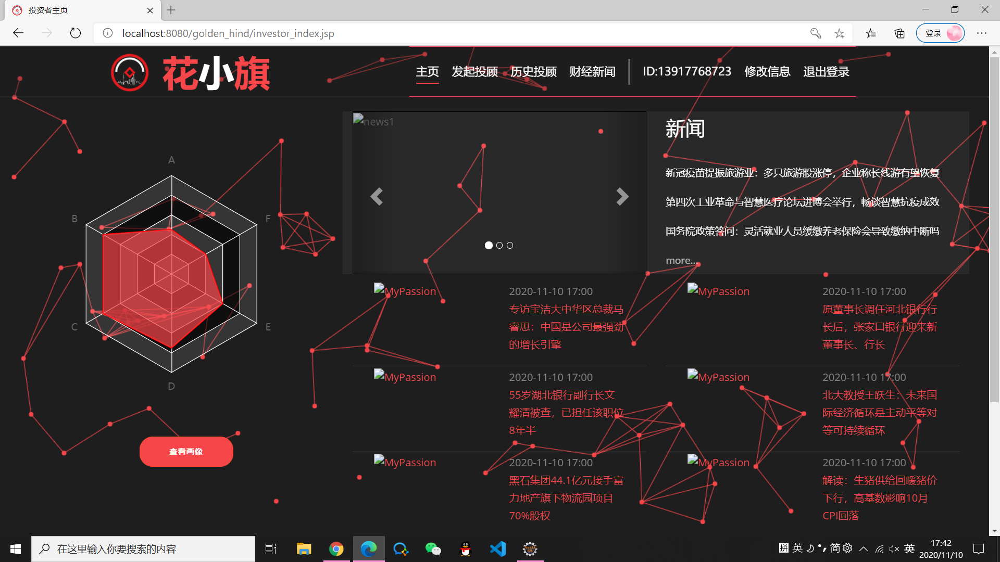 投资者主页
localhost:8080/golden_hind/investor_index.jsp
登录
花小旗
主页 发起投顾 历史投顾 财经新闻 ID:13917768723 修改信息 退出登录
A
B
C
D
E
F
查看画像
news1
新闻
新冠疫苗提振旅游业：多只旅游股涨停，企业称长线游有望恢复
第四次工业革命与智慧医疗论坛进博会举行，畅谈智慧抗疫成效
国务院政策答问：灵活就业人员缓缴养老保险会导致缴纳中断吗
more...
MyPassion
2020-11-10 17:00
专访宝洁大中华区总裁马
睿思：中国是公司最强劲
的增长引擎
MyPassion
2020-11-10 17:00
原董事长调任河北银行行
长后，张家口银行迎来新
董事长、行长
MyPassion
2020-11-10 17:00
55岁湖北银行副行长文
耀清被查，已担任该职位
8年半
MyPassion
2020-11-10 17:00
北大教授王跃生：未来国
际经济循环是主动平等对
等可持续循环
MyPassion
2020-11-10 17:00
黑石集团44.1亿元接手富
力地产旗下物流园项目
70%股权
MyPassion
2020-11-10 17:00
解读：生猪供给回暖猪价
下行，高基数影响10月
CPI回落
在这里输入你要搜索的内容
拼 英 简 英
17:42
2020/11/10